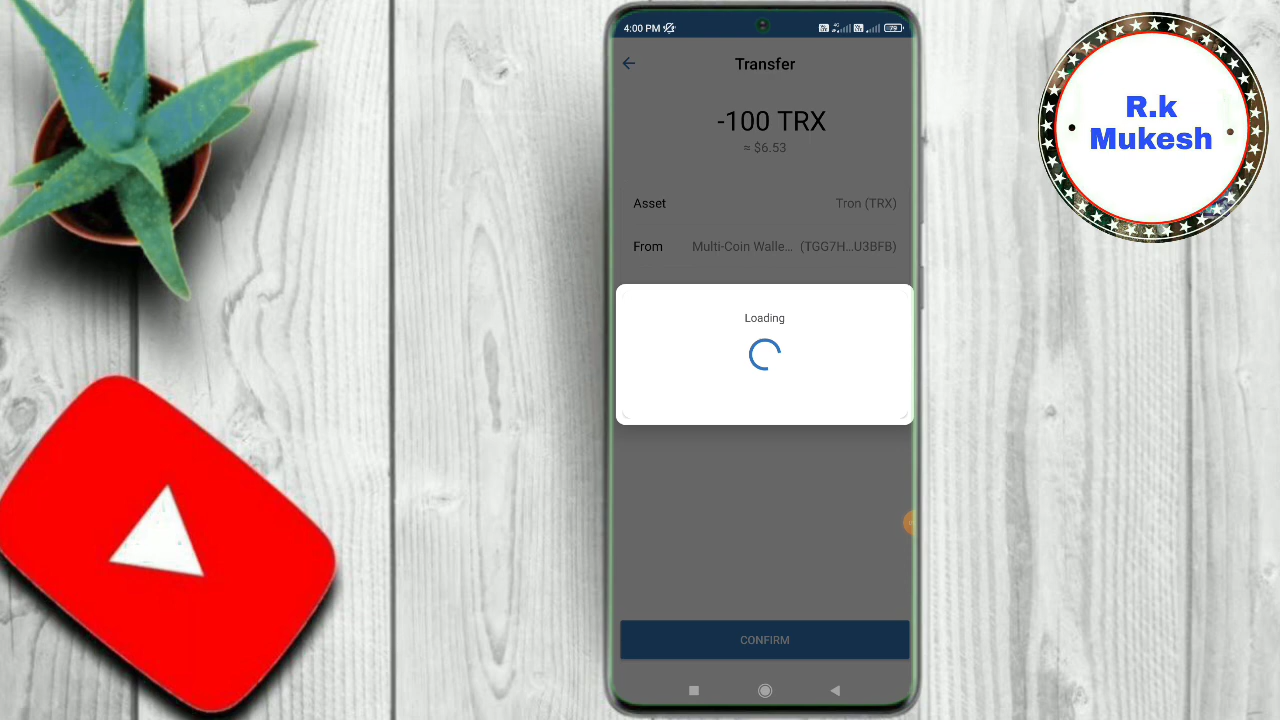 4:00 PM
Transfer
-100 TRX
≈ $6.53
Asset Tron (TRX)
From Multi-Coin Walle... (TGG7H...U3BFB)
Loading
CONFIRM
R.k
Mukesh